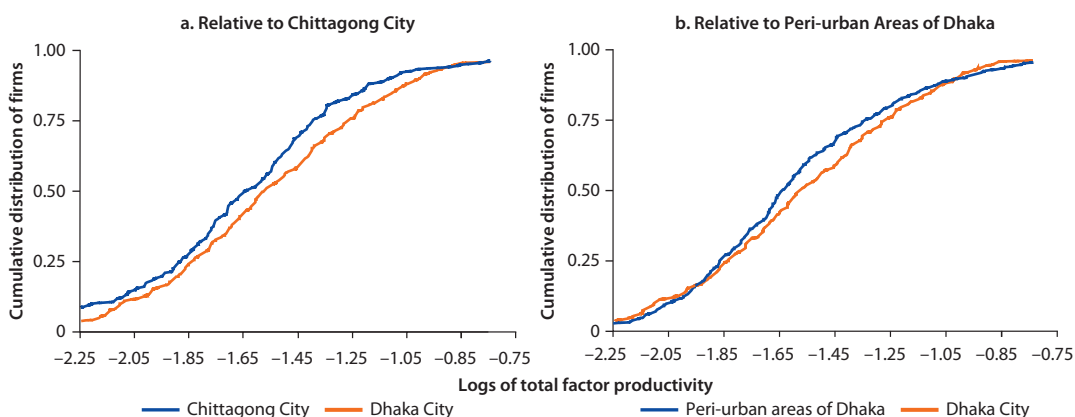 a. Relative to Chittagong City
Cumulative distribution of firms
1.00
0.75
0.50
0.25
0
−2.25 −2.05 −1.85 −1.65 −1.45 −1.25 −1.05 −0.85 −0.75
b. Relative to Peri-urban Areas of Dhaka
Cumulative distribution of firms
1.00
0.75
0.50
0.25
0
−2.25 −2.05 −1.85 −1.65 −1.45 −1.25 −1.05 −0.85 −0.75
Logs of total factor productivity
Chittagong City Dhaka City
Peri-urban areas of Dhaka Dhaka City